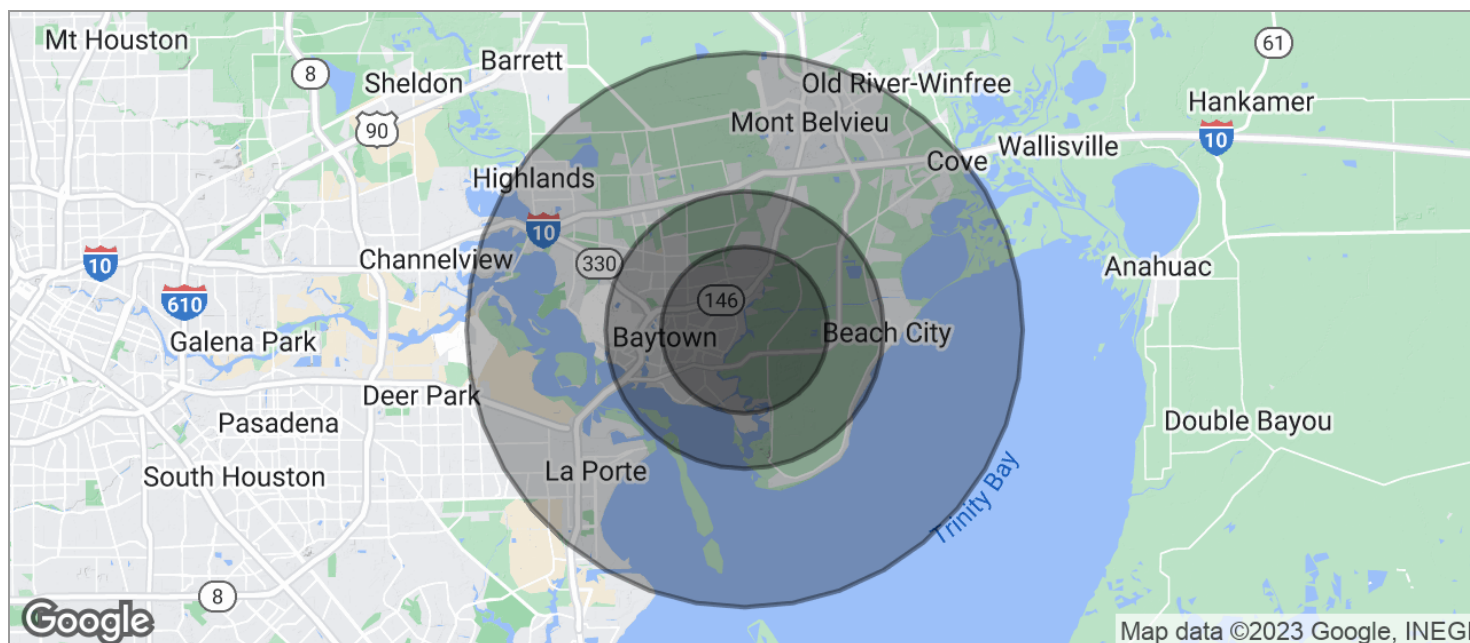 Mt Houston
61
Barrett
8
Sheldon
Old River-Winfree
Hankamer
90
Mont Belvieu
10
Wallisville
Cove
Highlands
10
Channelview
330
10
Anahuac
610
146
Galena Park
Baytown
Beach City
Deer Park
Pasadena
Double Bayou
La Porte
South Houston
Trinity Bay
8
Google
Map data ©2023 Google, INEGI